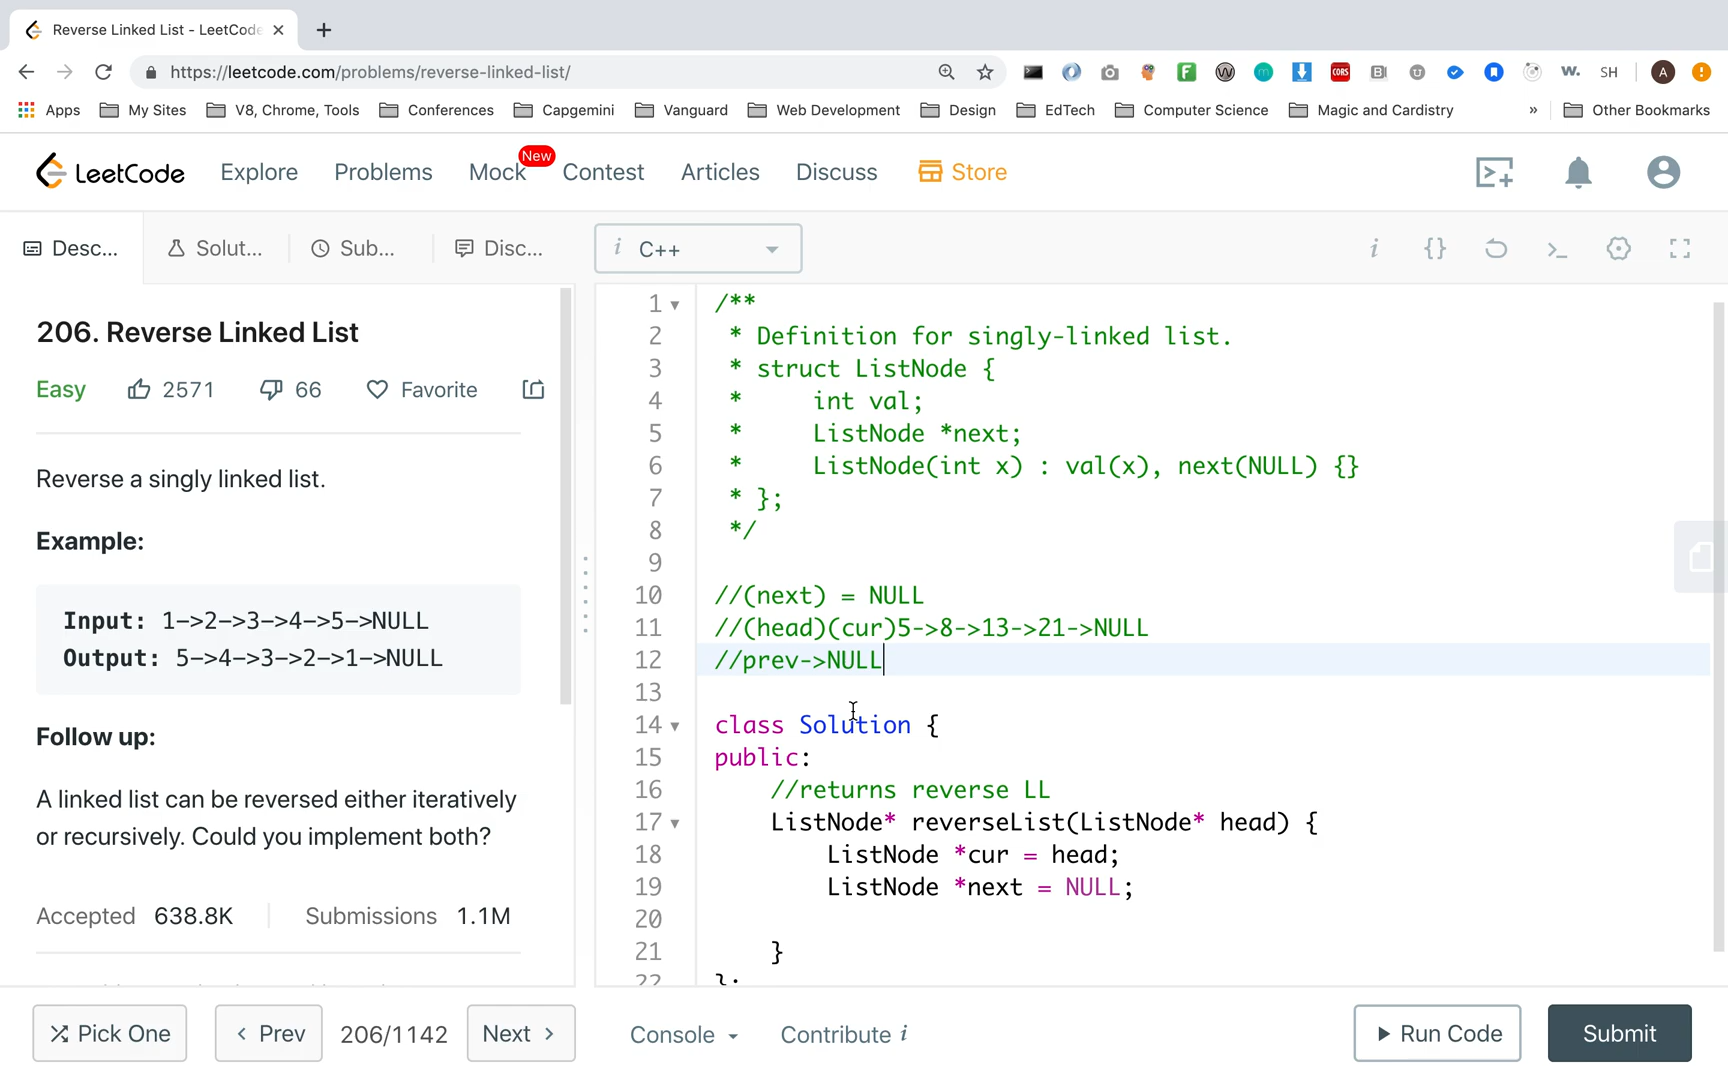 Reverse Linked List - LeetCode
https://leetcode.com/problems/reverse-linked-list/
CORS
W.
SH
A
Apps My Sites V8, Chrome, Tools Conferences Capgemini Vanguard Web Development Design EdTech Computer Science Magic and Cardistry » Other Bookmarks
LeetCode Explore Problems Mock New Contest Articles Discuss Store
Desc... Solut... Sub... Disc...
i C++
i {} >_
206. Reverse Linked List
Easy 2571 66 Favorite
Reverse a singly linked list.
Example:
Input: 1->2->3->4->5->NULL
Output: 5->4->3->2->1->NULL
Follow up:
A linked list can be reversed either iteratively
or recursively. Could you implement both?
Accepted 638.8K Submissions 1.1M
1 /**
2 * Definition for singly-linked list.
3 * struct ListNode {
4 * int val;
5 * ListNode *next;
6 * ListNode(int x) : val(x), next(NULL) {}
7 * };
8 */
9
10 //(next) = NULL
11 //(head)(cur)5->8->13->21->NULL
12 //prev->NULL
13
14 class Solution {
15 public:
16 //returns reverse LL
17 ListNode* reverseList(ListNode* head) {
18 ListNode *cur = head;
19 ListNode *next = NULL;
20
21 }
22 };
Pick One Prev 206/1142 Next Console Contribute i Run Code Submit